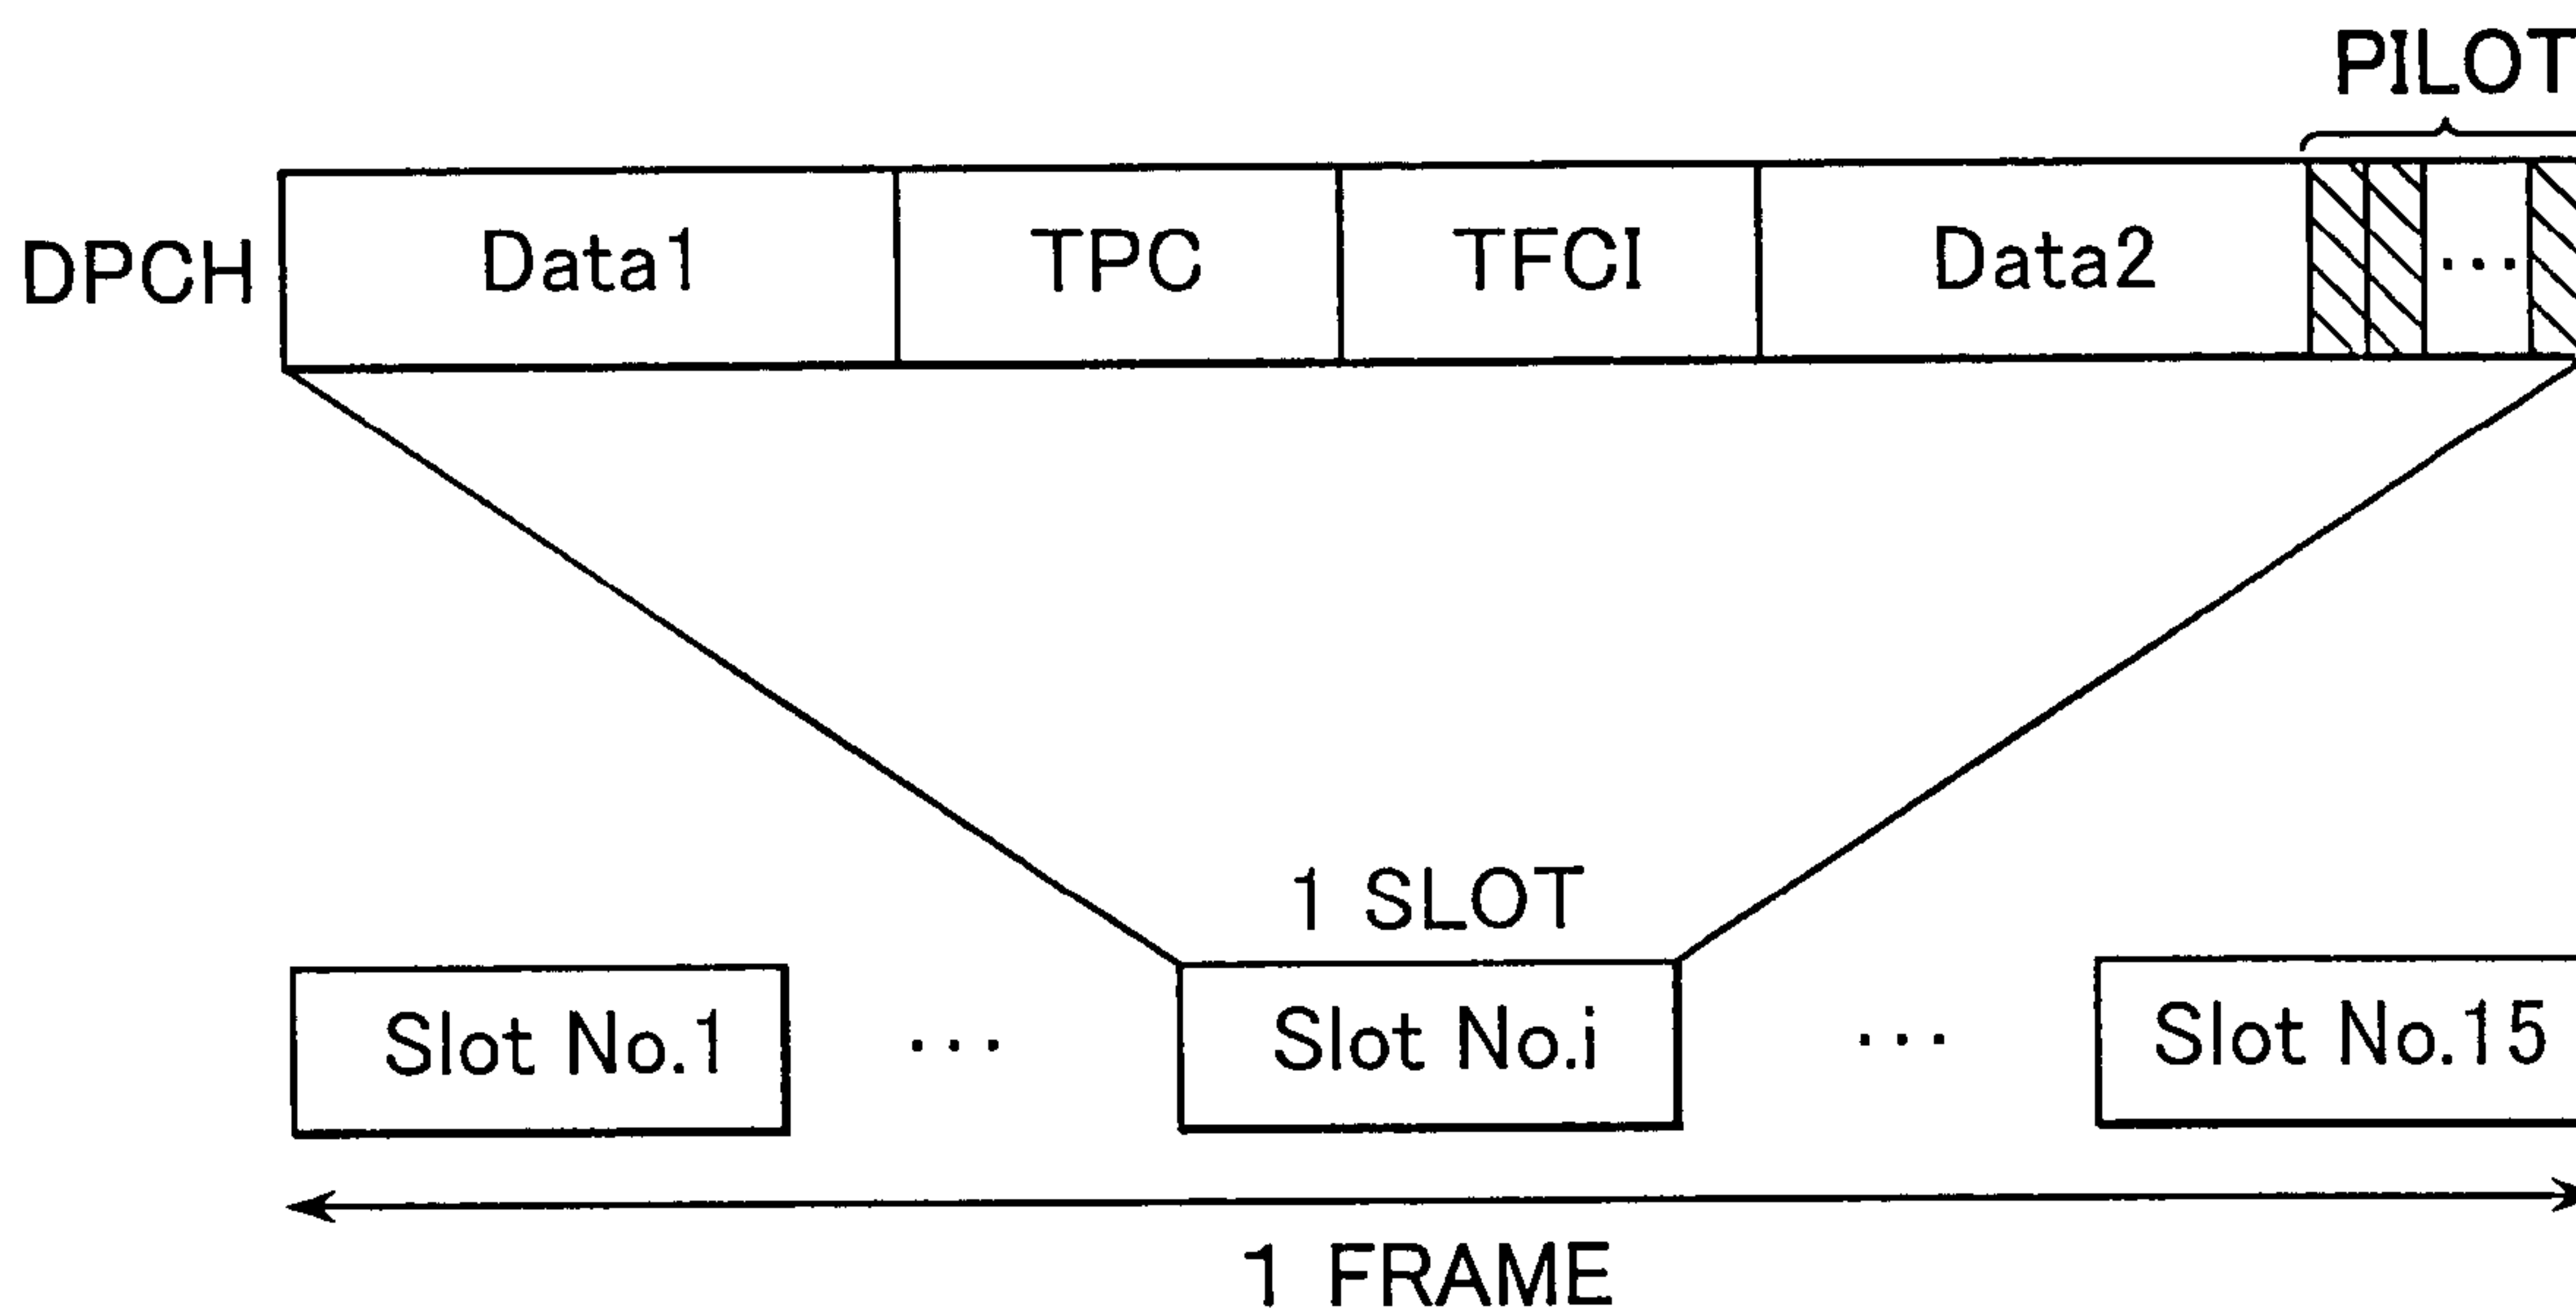 PILOT
DPCH Data1 TPC TFCI Data2 ...
1 SLOT
Slot No.1 ... Slot No.i ... Slot No.15
1 FRAME